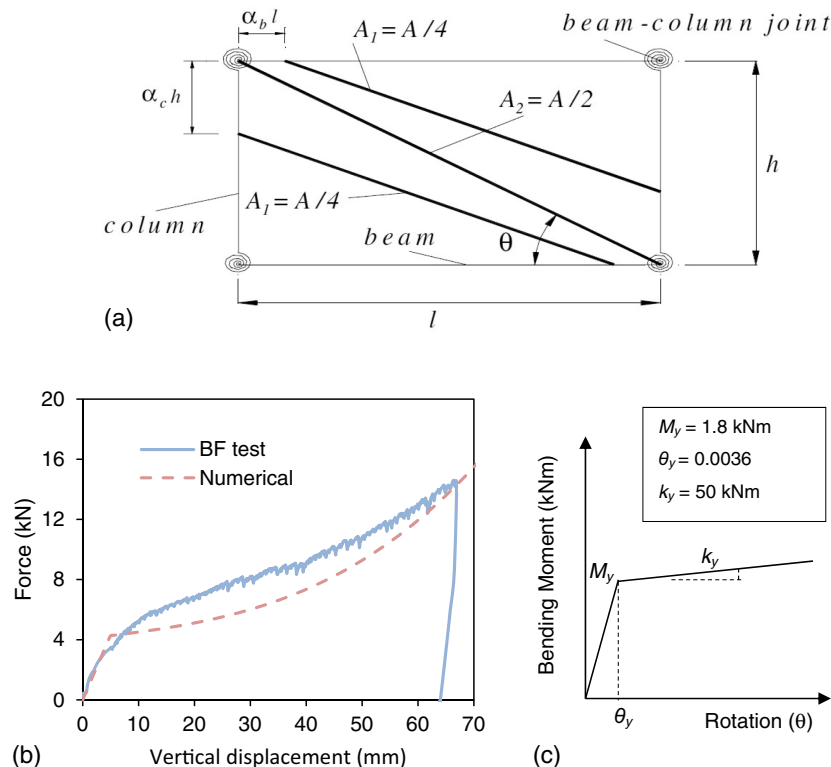 α_b l
A_1 = A/4
beam-column joint
α_c h
A_2 = A/2
h
A_1 = A/4
column
beam
θ
(a)
l
20
16
12
8
4
0
Force (kN)
BF test
Numerical
0 10 20 30 40 50 60 70
(b) Vertical displacement (mm)
M_y = 1.8 kNm
θ_y = 0.0036
k_y = 50 kNm
Bending Moment (kNm)
M_y
k_y
θ_y
Rotation (θ)
(c)